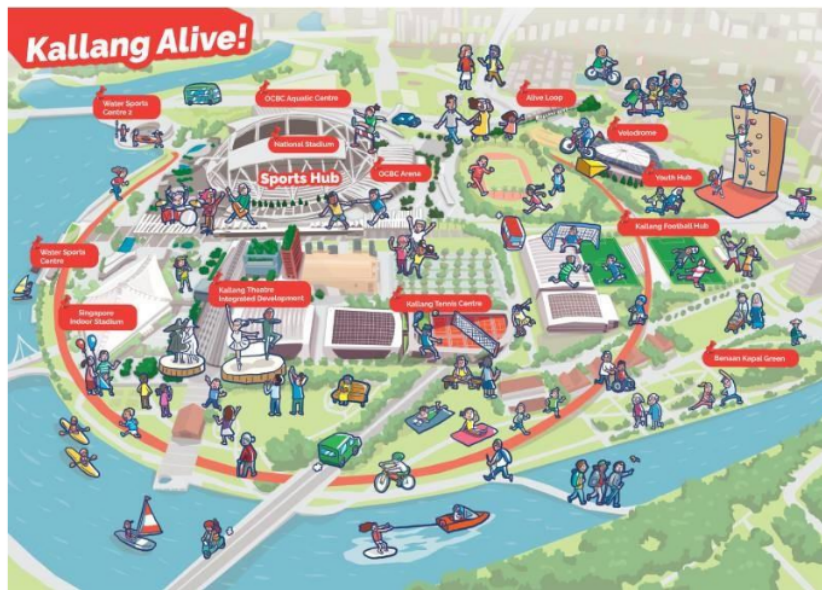 Kallang Alive!
Water Sports
Centre 2
OCBC Aquatic Centre
Alive Loop
National Stadium
Velodrome
Sports Hub
OCBC Arena
Youth Hub
Kallang Football Hub
Water Sports
Centre
Kallang Theatre
Integrated Development
Kallang Tennis Centre
Singapore
Indoor Stadium
Benaan Kapal Green